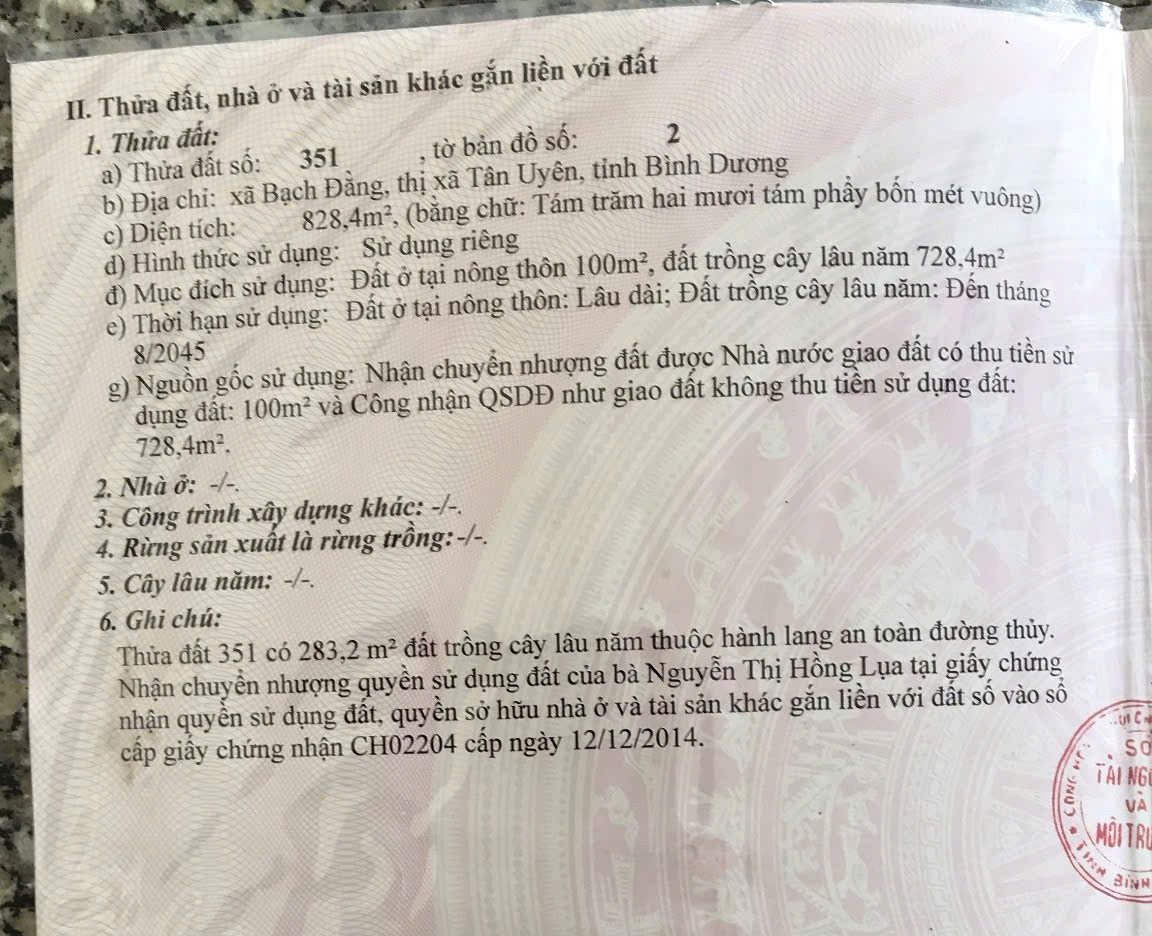 II. Thửa đất, nhà ở và tài sản khác gắn liền với đất
1. Thửa đất:
a) Thửa đất số: 351 , tờ bản đồ số: 2
b) Địa chỉ: xã Bạch Đằng, thị xã Tân Uyên, tỉnh Bình Dương
c) Diện tích: 828,4m², (bằng chữ: Tám trăm hai mươi tám phẩy bốn mét vuông)
d) Hình thức sử dụng: Sử dụng riêng
đ) Mục đích sử dụng: Đất ở tại nông thôn 100m², đất trồng cây lâu năm 728,4m²
e) Thời hạn sử dụng: Đất ở tại nông thôn: Lâu dài; Đất trồng cây lâu năm: Đến tháng
8/2045
g) Nguồn gốc sử dụng: Nhận chuyển nhượng đất được Nhà nước giao đất có thu tiền sử
dụng đất: 100m² và Công nhận QSDĐ như giao đất không thu tiền sử dụng đất:
728,4m².
2. Nhà ở: -/-.
3. Công trình xây dựng khác: -/-.
4. Rừng sản xuất là rừng trồng: -/-.
5. Cây lâu năm: -/-.
6. Ghi chú:
Thửa đất 351 có 283,2 m² đất trồng cây lâu năm thuộc hành lang an toàn đường thủy.
Nhận chuyển nhượng quyền sử dụng đất của bà Nguyễn Thị Hồng Lụa tại giấy chứng
nhận quyền sử dụng đất, quyền sở hữu nhà ở và tài sản khác gắn liền với đất số vào sổ
cấp giấy chứng nhận CH02204 cấp ngày 12/12/2014.
SỞ
TÀI NG
VÀ
MÔI TRƯ
TỈNH BÌNH